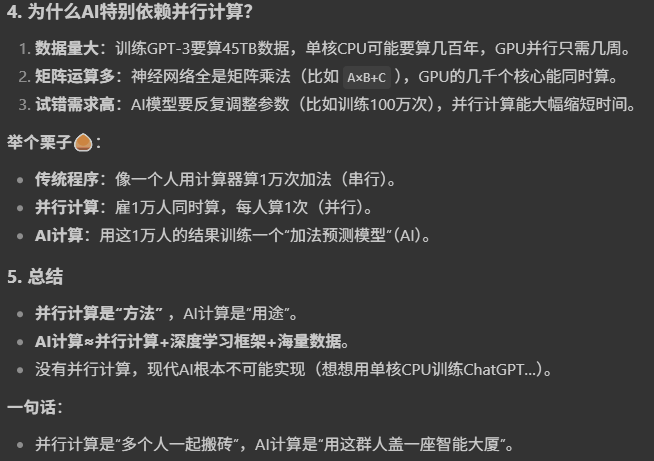 4. 为什么AI特别依赖并行计算?
1. 数据量大：训练GPT-3要算45TB数据，单核CPU可能要算几百年，GPU并行只需几周。
2. 矩阵运算多：神经网络全是矩阵乘法（比如 A×B+C ），GPU的几千个核心能同时算。
3. 试错需求高：AI模型要反复调整参数（比如训练100万次），并行计算能大幅缩短时间。
举个栗子🌰：
• 传统程序：像一个人用计算器算1万次加法（串行）。
• 并行计算：雇1万人同时算，每人算1次（并行）。
• AI计算：用这1万人的结果训练一个“加法预测模型”（AI）。
5. 总结
• 并行计算是“方法” ，AI计算是“用途”。
• AI计算≈并行计算+深度学习框架+海量数据。
• 没有并行计算，现代AI根本不可能实现（想想用单核CPU训练ChatGPT...）。
一句话：
• 并行计算是“多个人一起搬砖”，AI计算是“用这群人盖一座智能大厦”。